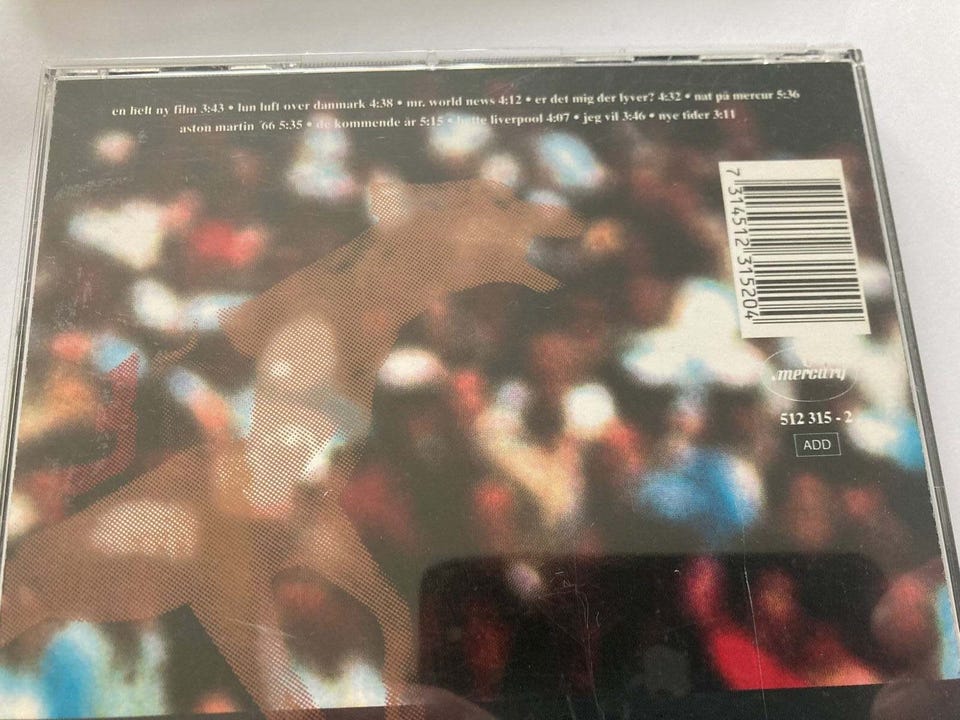 en helt ny film 3:43 • lun luft over danmark 4:38 • mr. world news 4:12 • er det mig der lyver? 4:32 • nat på mercur 5:36
aston martin '66 5:35 • de kommende år 5:15 • hotte liverpool 4:07 • jeg vil 3:46 • nye tider 3:11
7 314512 315204
mercury
512 315 - 2
ADD